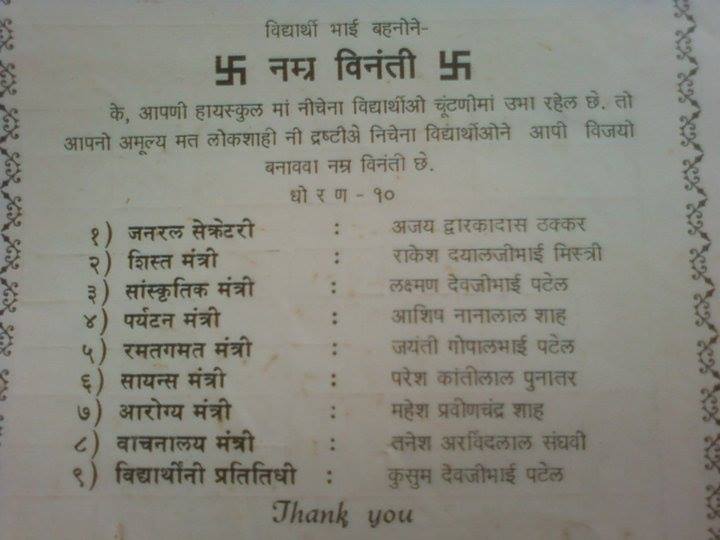 विद्यार्थी भाई बहनोने-
卐 नम्र विनंती 卐
के, आपणी हायस्कुल मां नीचेना विद्यार्थीओ चूंटणीमां उभा रहेल छे. तो
आपनो अमूल्य मत लोकशाही नी द्रष्टीअे निचेना विद्यार्थोओने आपी विजयो
बनाववा नम्र विनंती छे.
धो र ण - १०
१) जनरल सेक्रेटरी : अजय द्वारकादास ठक्कर
२) शिस्त मंत्री : राकेश दयालजीभाई मिस्त्री
३) सांस्कृतिक मंत्री : लक्ष्मण देवजीभाई पटेल
४) पर्यटन मंत्री : आशिष नानालाल शाह
५) रमतगमत मंत्री : जयंती गोपालभाई पटेल
६) सायन्स मंत्री : परेश कांतीलाल पुनातर
७) आरोग्य मंत्री : महेश प्रवीणचंद्र शाह
८) वाचनालय मंत्री : तनेश अरविंदलाल संघवी
९) विद्यार्थोंनी प्रतितिधी : कुसुम देवजीभाई पटेल
Thank you